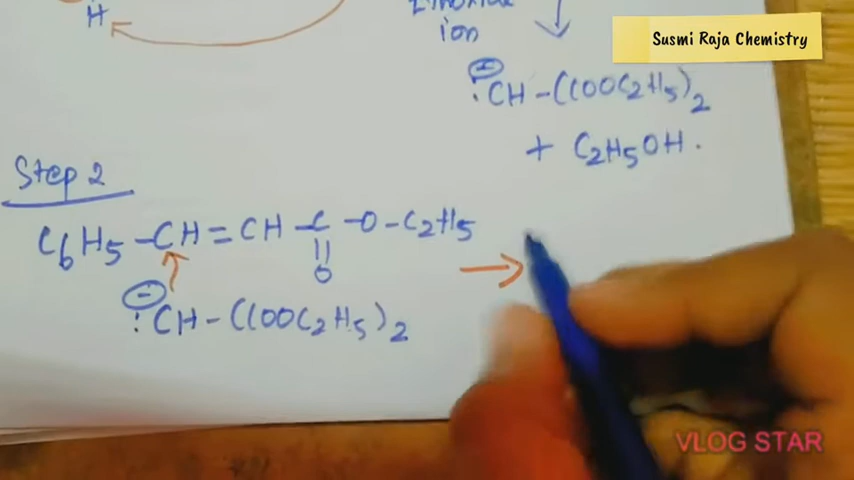 H
ion
Susmi Raja Chemistry
⊖
:CH-(COOC2H5)2
+ C2H5OH.
Step 2
C6H5-CH=CH-C-O-C2H5
||
O
⊖
:CH-(COOC2H5)2
VLOG STAR